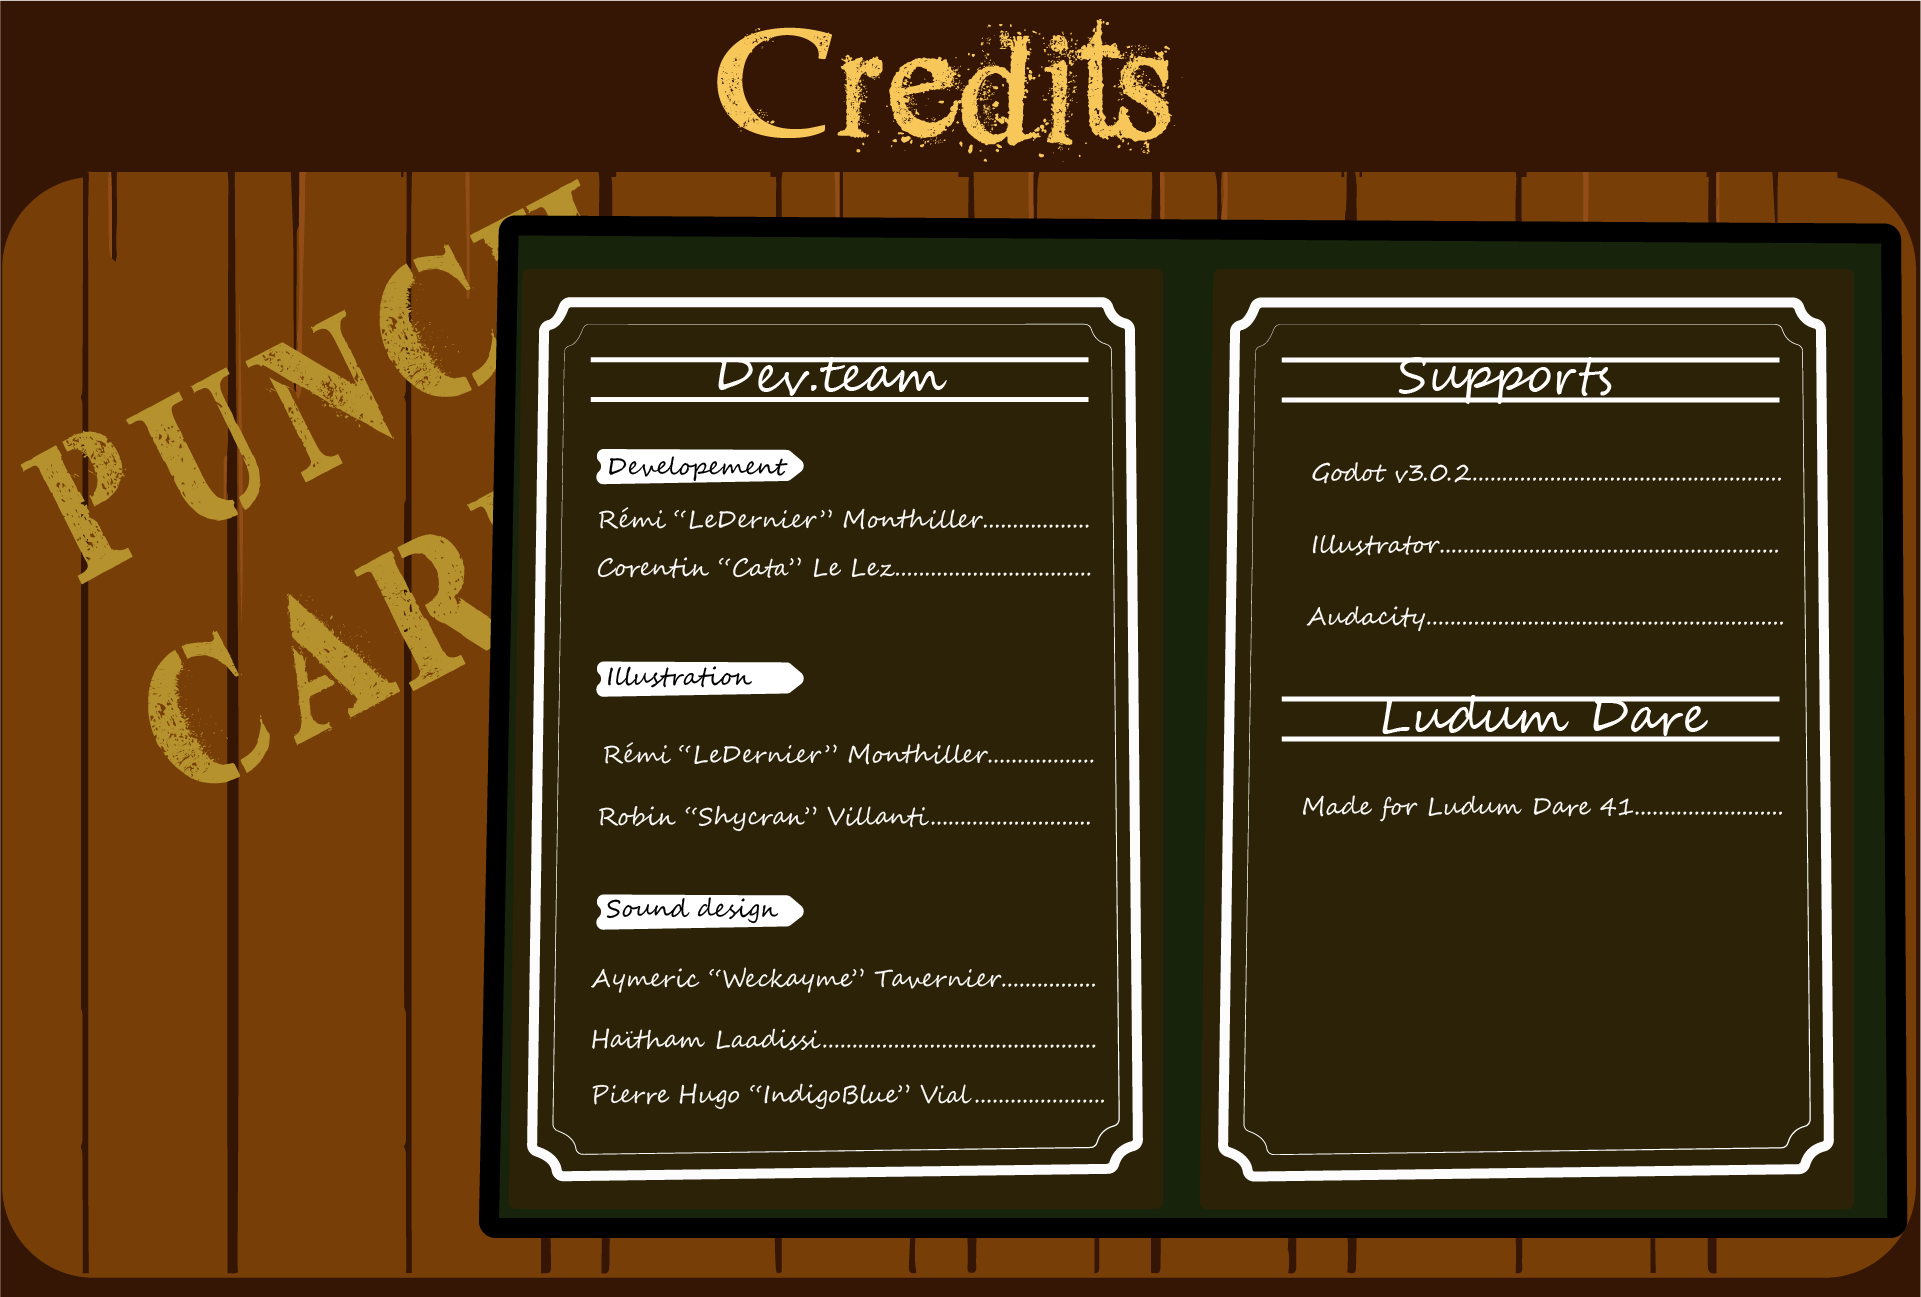 Credits
PUNCH
CAR
Dev.team
Developement
Rémi “LeDernier” Monthiller..................
Corentin “Cata” Le Lez.................................
Illustration
Rémi “LeDernier” Monthiller..................
Robin “Shycran” Villanti...........................
Sound design
Aymeric “Weckayme” Tavernier................
Haïtham Laadissi..............................................
Pierre Hugo “IndigoBlue” Vial......................
Supports
Godot v3.0.2....................................................
Illustrator.........................................................
Audacity............................................................
Ludum Dare
Made for Ludum Dare 41.........................